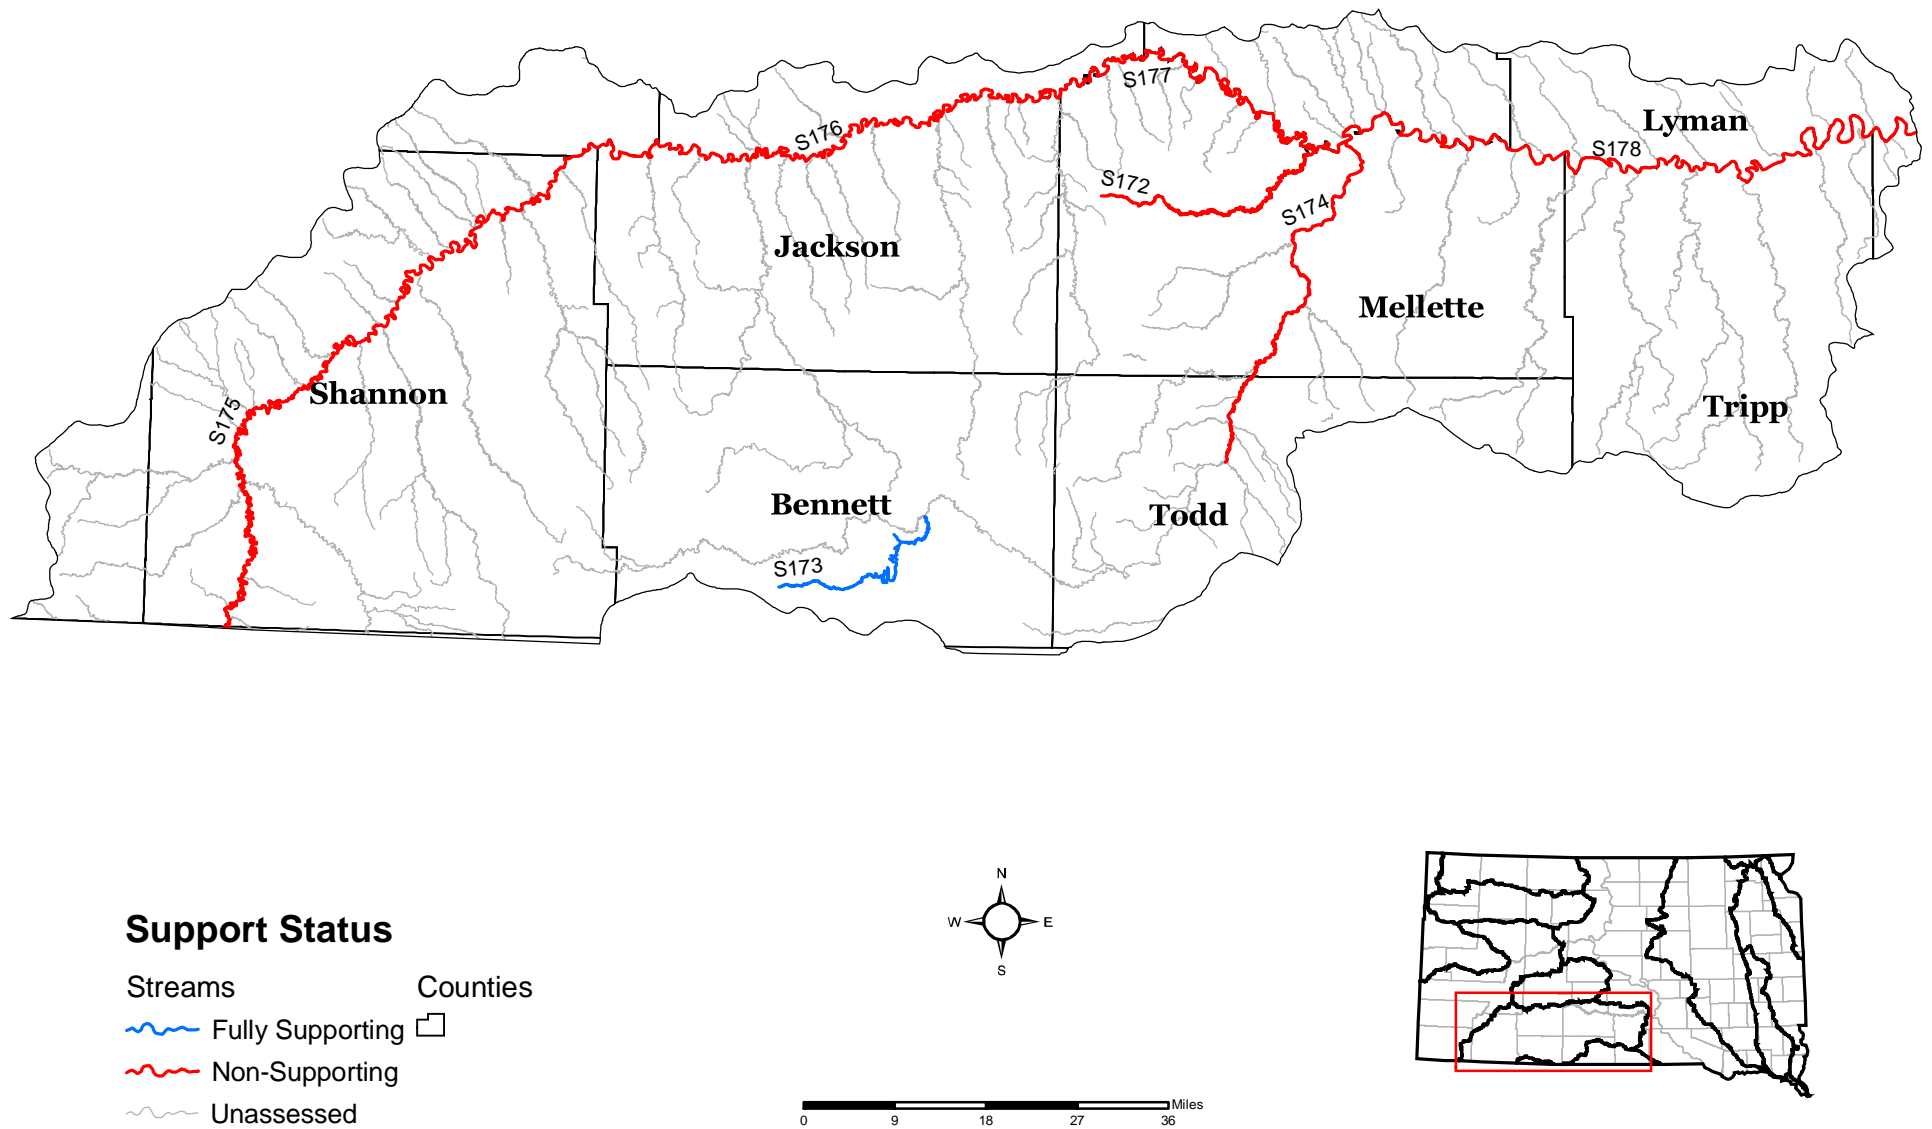 S177
Lyman
S176
S178
S172
S174
Jackson
Mellette
Shannon
S175
Tripp
Bennett
Todd
S173
N
W E
S
Support Status
Streams Counties
Fully Supporting
Non-Supporting
Unassessed
Miles
0 9 18 27 36